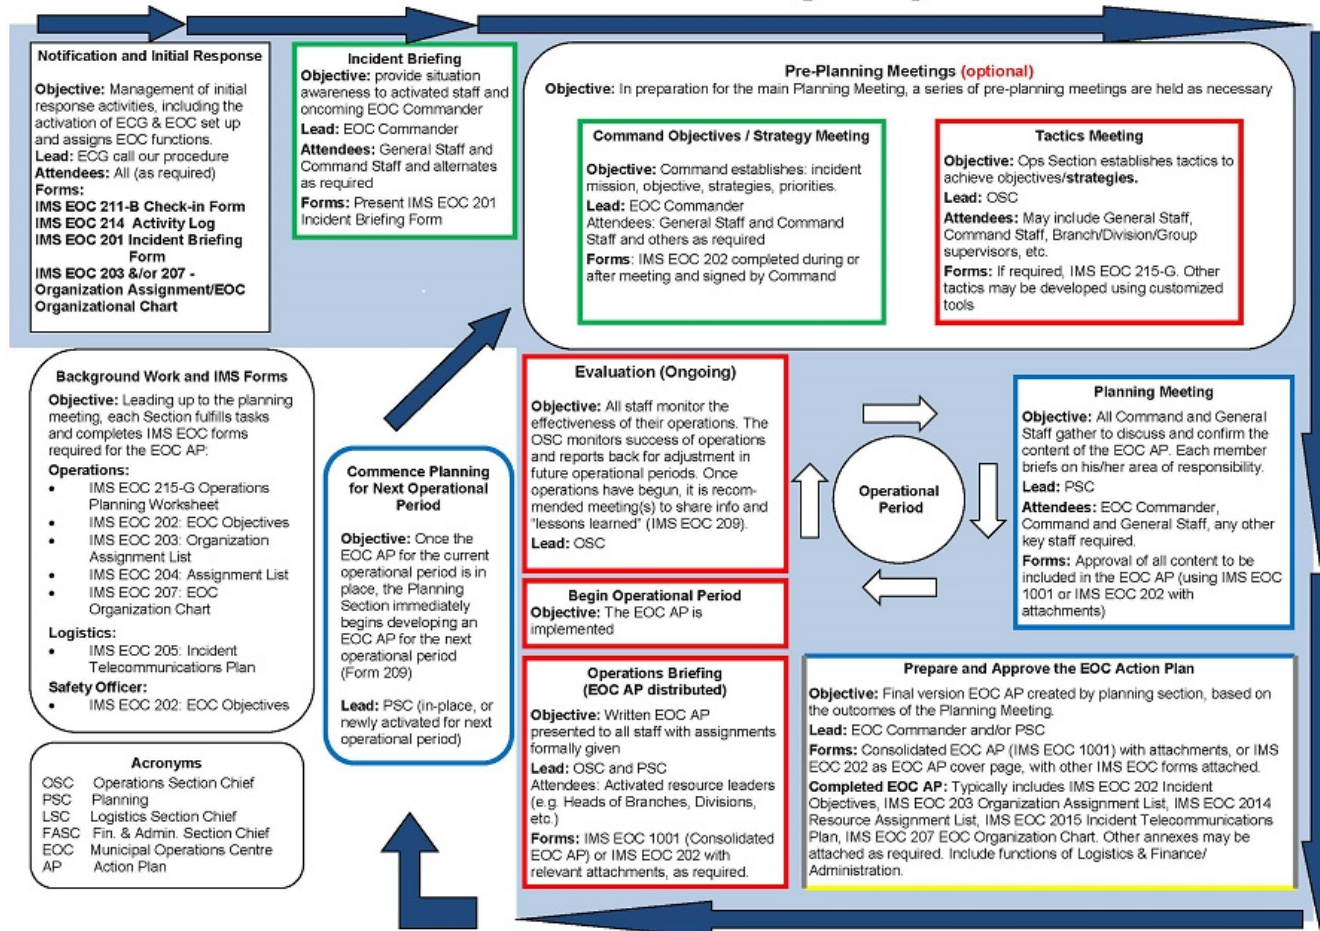 Notification and Initial Response
Objective: Management of initial
response activities, including the
activation of ECG & EOC set up
and assigns EOC functions.
Lead: ECG call our procedure
Attendees: All (as required)
Forms:
IMS EOC 211-B Check-in Form
IMS EOC 214 Activity Log
IMS EOC 201 Incident Briefing
Form
IMS EOC 203 &/or 207 -
Organization Assignment/EOC
Organizational Chart
Incident Briefing
Objective: provide situation
awareness to activated staff and
oncoming EOC Commander
Lead: EOC Commander
Attendees: General Staff and
Command Staff and alternates
as required
Forms: Present IMS EOC 201
Incident Briefing Form
Pre-Planning Meetings (optional)
Objective: In preparation for the main Planning Meeting, a series of pre-planning meetings are held as necessary
Command Objectives / Strategy Meeting
Objective: Command establishes: incident
mission, objective, strategies, priorities.
Lead: EOC Commander
Attendees: General Staff and Command
Staff and others as required
Forms: IMS EOC 202 completed during or
after meeting and signed by Command
Tactics Meeting
Objective: Ops Section establishes tactics to
achieve objectives/strategies.
Lead: OSC
Attendees: May include General Staff,
Command Staff, Branch/Division/Group
supervisors, etc.
Forms: If required, IMS EOC 215-G. Other
tactics may be developed using customized
tools
Background Work and IMS Forms
Objective: Leading up to the planning
meeting, each Section fulfills tasks
and completes IMS EOC forms
required for the EOC AP:
Operations:
• IMS EOC 215-G Operations
Planning Worksheet
• IMS EOC 202: EOC Objectives
• IMS EOC 203: Organization
Assignment List
• IMS EOC 204: Assignment List
• IMS EOC 207: EOC
Organization Chart
Logistics:
• IMS EOC 205: Incident
Telecommunications Plan
Safety Officer:
• IMS EOC 202: EOC Objectives
Acronyms
OSC Operations Section Chief
PSC Planning
LSC Logistics Section Chief
FASC Fin. & Admin. Section Chief
EOC Municipal Operations Centre
AP Action Plan
Commence Planning
for Next Operational
Period
Objective: Once the
EOC AP for the current
operational period is in
place, the Planning
Section immediately
begins developing an
EOC AP for the next
operational period
(Form 209)
Lead: PSC (in-place, or
newly activated for next
operational period)
Evaluation (Ongoing)
Objective: All staff monitor the
effectiveness of their operations. The
OSC monitors success of operations
and reports back for adjustment in
future operational periods. Once
operations have begun, it is recom-
mended meeting(s) to share info and
"lessons learned" (IMS EOC 209).
Lead: OSC
Begin Operational Period
Objective: The EOC AP is
implemented
Operations Briefing
(EOC AP distributed)
Objective: Written EOC AP
presented to all staff with assignments
formally given
Lead: OSC and PSC
Attendees: Activated resource leaders
(e.g. Heads of Branches, Divisions,
etc.)
Forms: IMS EOC 1001 (Consolidated
EOC AP) or IMS EOC 202 with
relevant attachments, as required.
Operational
Period
Planning Meeting
Objective: All Command and General
Staff gather to discuss and confirm the
content of the EOC AP. Each member
briefs on his/her area of responsibility.
Lead: PSC
Attendees: EOC Commander,
Command and General Staff, any other
key staff required.
Forms: Approval of all content to be
included in the EOC AP (using IMS EOC
1001 or IMS EOC 202 with
attachments)
Prepare and Approve the EOC Action Plan
Objective: Final version EOC AP created by planning section, based on
the outcomes of the Planning Meeting.
Lead: EOC Commander and/or PSC
Forms: Consolidated EOC AP (IMS EOC 1001) with attachments, or IMS
EOC 202 as EOC AP cover page, with other IMS EOC forms attached.
Completed EOC AP: Typically includes IMS EOC 202 Incident
Objectives, IMS EOC 203 Organization Assignment List, IMS EOC 2014
Resource Assignment List, IMS EOC 2015 Incident Telecommunications
Plan, IMS EOC 207 EOC Organization Chart. Other annexes may be
attached as required. Include functions of Logistics & Finance/
Administration.